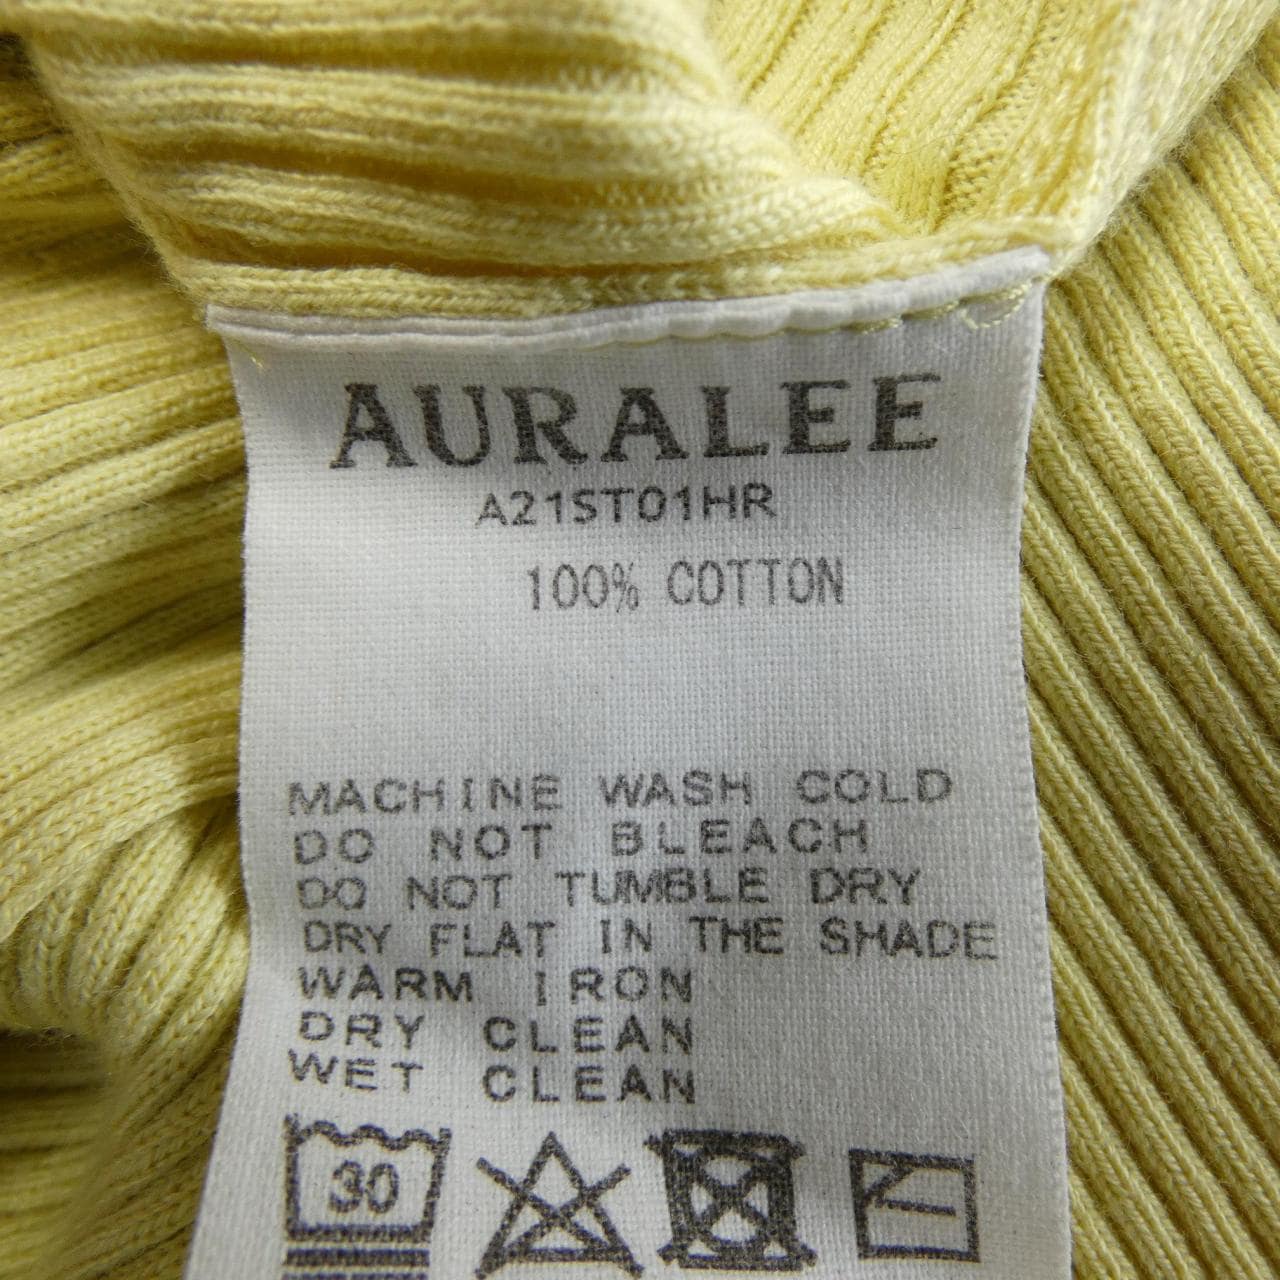 AURALEE
A21ST01HR
100% COTTON
MACHINE WASH COLD
DO NOT BLEACH
DO NOT TUMBLE DRY
DRY FLAT IN THE SHADE
WARM IRON
DRY CLEAN
WET CLEAN
30